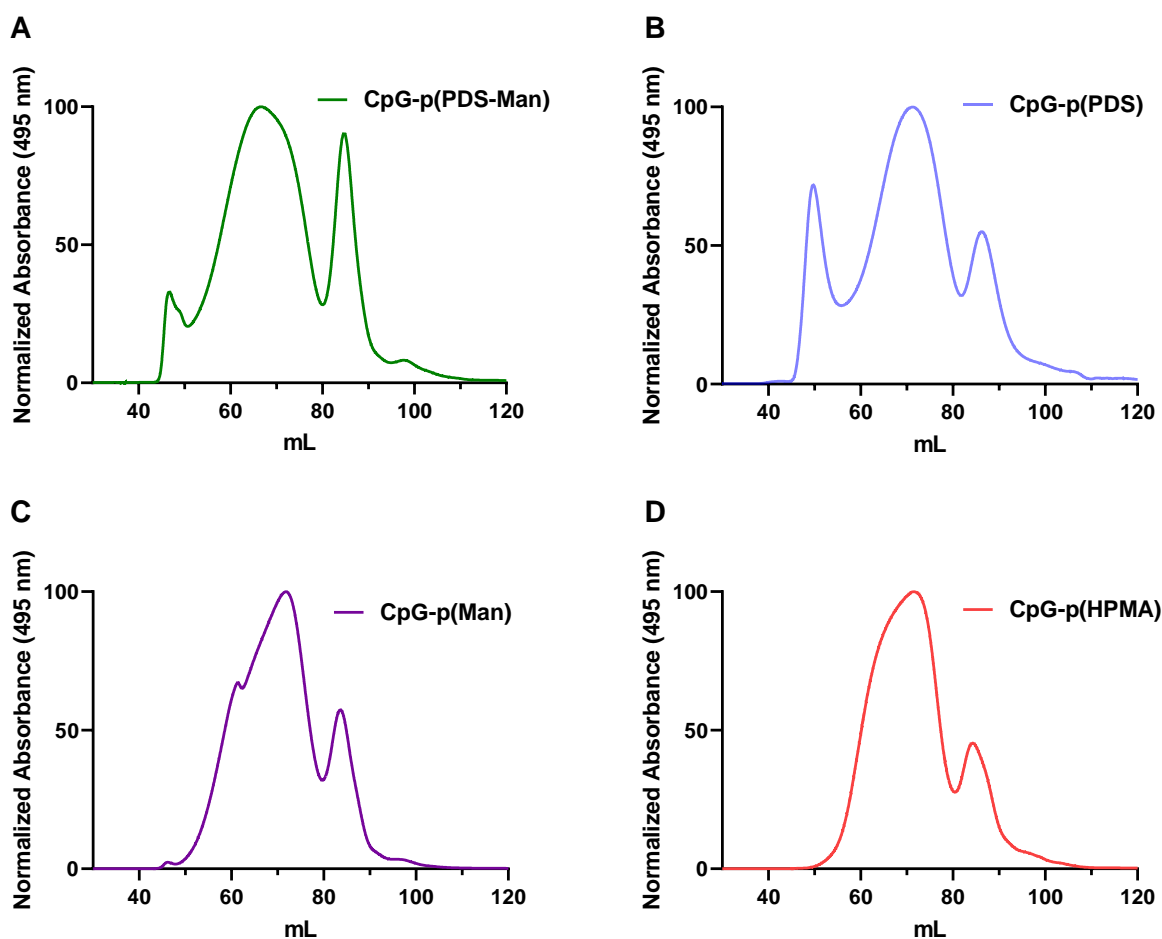 A
Normalized Absorbance (495 nm)
100
50
0
40 60 80 100 120
mL
CpG-p(PDS-Man)
B
Normalized Absorbance (495 nm)
100
50
0
40 60 80 100 120
mL
CpG-p(PDS)
C
Normalized Absorbance (495 nm)
100
50
0
40 60 80 100 120
mL
CpG-p(Man)
D
Normalized Absorbance (495 nm)
100
50
0
40 60 80 100 120
mL
CpG-p(HPMA)